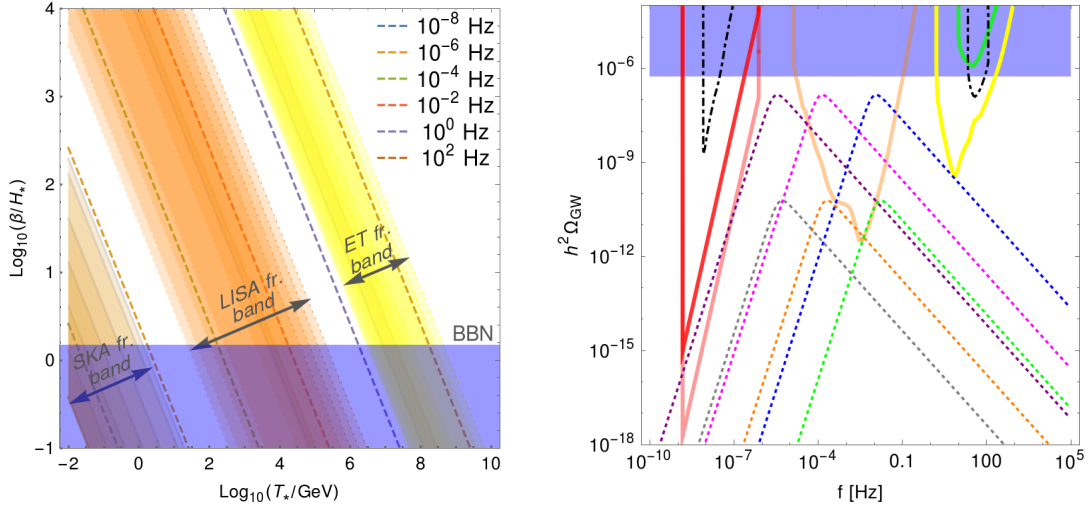 4
3
2
1
0
-1
-2
0
2
4
6
8
10
Log10(β/H*)
Log10(T*/GeV)
10^-8 Hz
10^-6 Hz
10^-4 Hz
10^-2 Hz
10^0 Hz
10^2 Hz
SKA fr.
band
LISA fr.
band
ET fr.
band
BBN
10^-6
10^-9
10^-12
10^-15
10^-18
10^-10
10^-7
10^-4
0.1
100
10^5
h^2 Ω_GW
f [Hz]